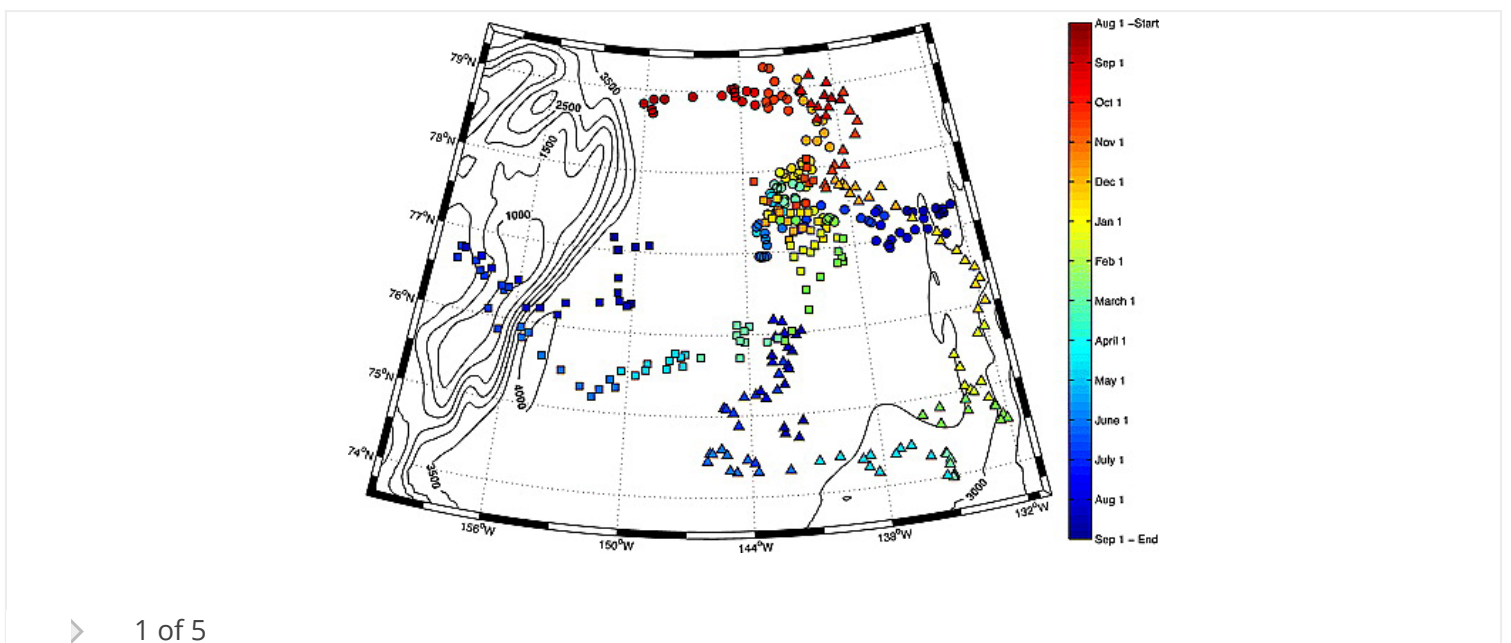 79°N
78°N
77°N
76°N
75°N
74°N
156°W
150°W
144°W
138°W
132°W
3500
2500
1500
1000
4000
3500
3000
0
Aug 1 –Start
Sep 1
Oct 1
Nov 1
Dec 1
Jan 1
Feb 1
March 1
April 1
May 1
June 1
July 1
Aug 1
Sep 1 – End
1 of 5